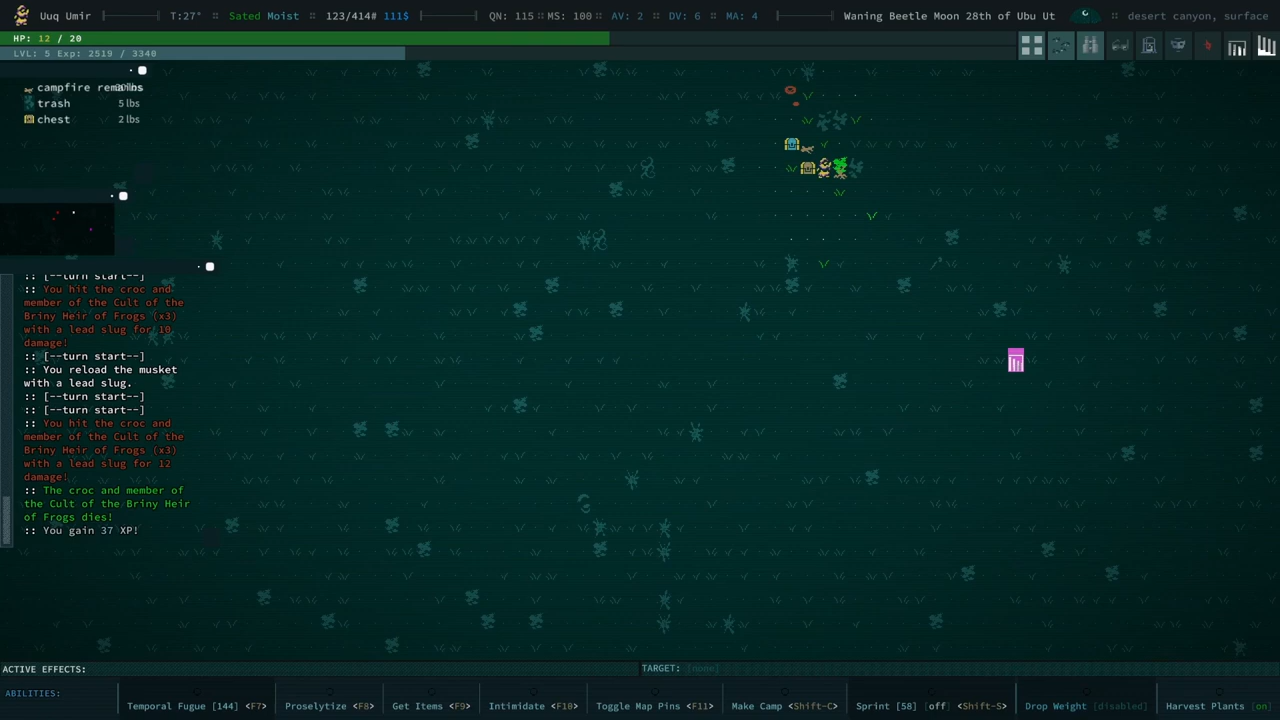 Uuq Umir T:27° Sated Moist 123/414# 111$ QN: 115 MS: 100 AV: 2 DV: 6 MA: 4 Waning Beetle Moon 28th of Ubu Ut desert canyon, surface
HP: 12 / 20
LVL: 5 Exp: 2519 / 3340
campfire remains
trash 5 lbs
chest 2 lbs
:: [--turn start--]
:: You hit the croc and
member of the Cult of the
Briny Heir of Frogs (x3)
with a lead slug for 10
damage!
:: [--turn start--]
:: You reload the musket
with a lead slug.
:: [--turn start--]
:: [--turn start--]
:: You hit the croc and
member of the Cult of the
Briny Heir of Frogs (x3)
with a lead slug for 12
damage!
:: The croc and member of
the Cult of the Briny Heir
of Frogs dies!
:: You gain 37 XP!
ACTIVE EFFECTS: TARGET: [none]
ABILITIES: Temporal Fugue [144] <F7> Proselytize <F8> Get Items <F9> Intimidate <F10> Toggle Map Pins <F11> Make Camp <Shift-C> Sprint [58] [off] <Shift-S> Drop Weight [disabled] Harvest Plants [on]